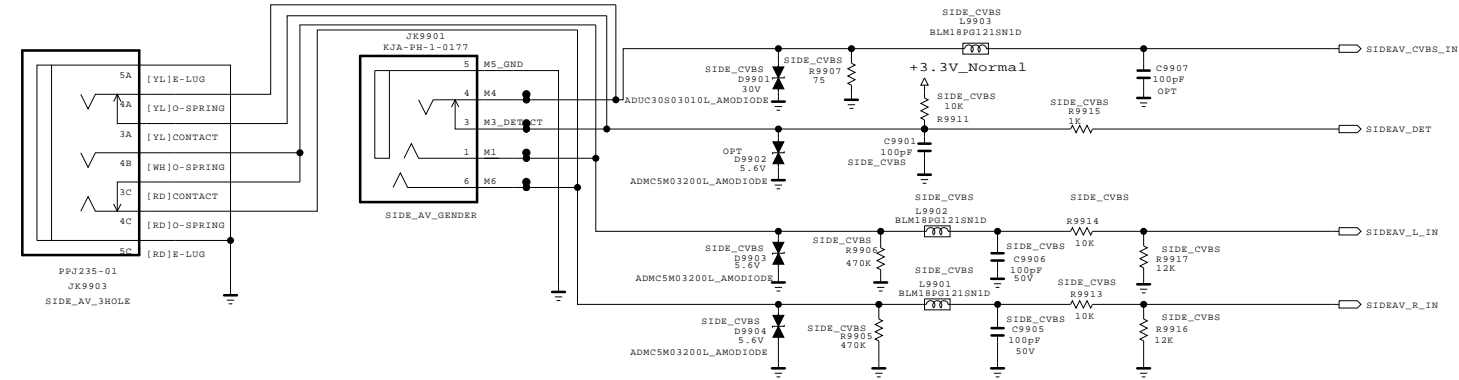 SIDE_CVBS
L9903
BLM18PG121SN1D
JK9901
KJA-PH-1-0177
5 M5_GND
4 M4
3 M3_DETECT
1 M1
6 M6
SIDE_AV_GENDER
5A [YL]E-LUG
4A [YL]O-SPRING
3A [YL]CONTACT
4B [WH]O-SPRING
3C [RD]CONTACT
4C [RD]O-SPRING
5C [RD]E-LUG
PPJ235-01
JK9903
SIDE_AV_3HOLE
SIDE_CVBS
D9901
30V
ADUC30S03010L_AMODIODE
SIDE_CVBS
R9907
75
+3.3V_Normal
SIDE_CVBS
10K
R9911
C9907
100pF
OPT
SIDEAV_CVBS_IN
OPT
D9902
5.6V
ADMC5M03200L_AMODIODE
C9901
100pF
SIDE_CVBS
SIDE_CVBS
R9915
1K
SIDEAV_DET
SIDE_CVBS
L9902
BLM18PG121SN1D
SIDE_CVBS
D9903
5.6V
ADMC5M03200L_AMODIODE
SIDE_CVBS
R9906
470K
SIDE_CVBS
C9906
100pF
50V
SIDE_CVBS
R9914
10K
SIDE_CVBS
R9917
12K
SIDEAV_L_IN
SIDE_CVBS
L9901
BLM18PG121SN1D
SIDE_CVBS
D9904
5.6V
ADMC5M03200L_AMODIODE
SIDE_CVBS
R9905
470K
SIDE_CVBS
C9905
100pF
50V
SIDE_CVBS
R9913
10K
SIDE_CVBS
R9916
12K
SIDEAV_R_IN